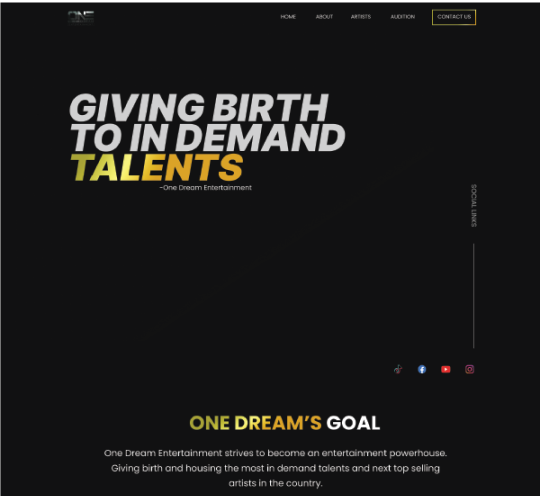 ONE
HOME ABOUT ARTISTS AUDITION CONTACT US
GIVING BIRTH
TO IN DEMAND
TALENTS
-One Dream Entertainment
SOCIAL LINKS
ONE DREAM'S GOAL
One Dream Entertainment strives to become an entertainment powerhouse.
Giving birth and housing the most in demand talents and next top selling
artists in the country.